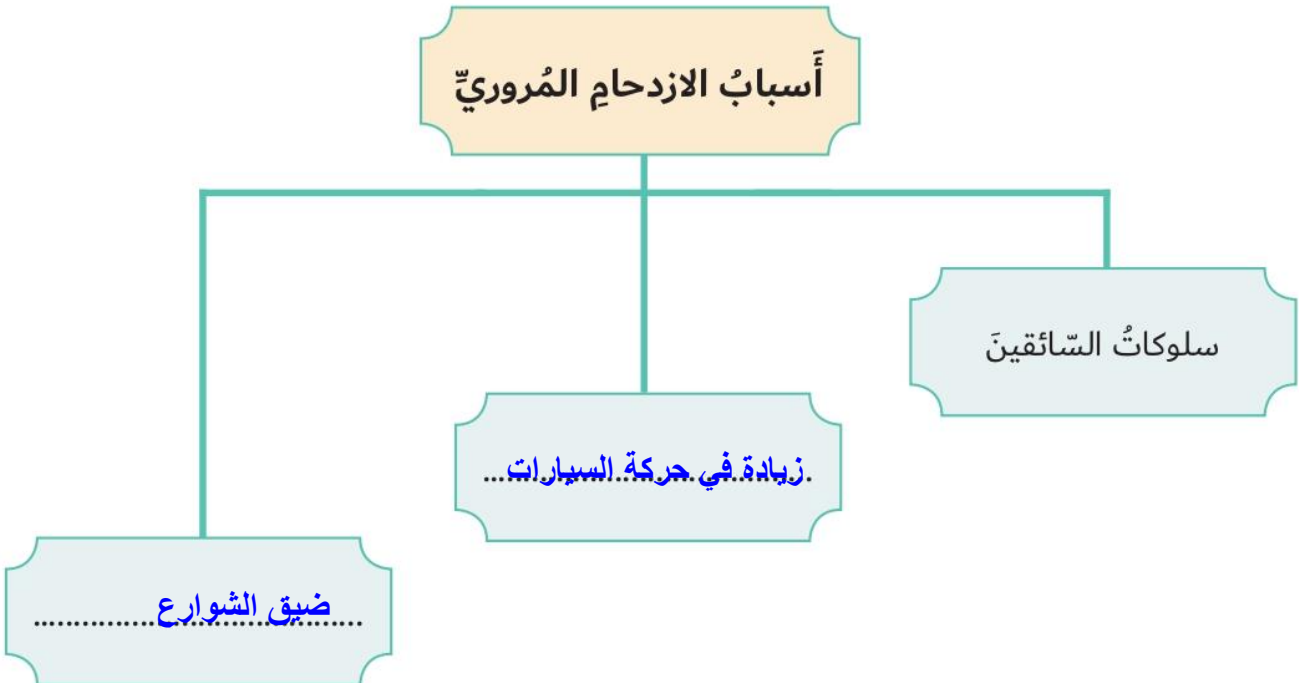 أَسبابُ الازدحامِ المُروريِّ
سلوكاتُ السّائقينَ
زيادة في حركة السيارات
ضيق الشوارع